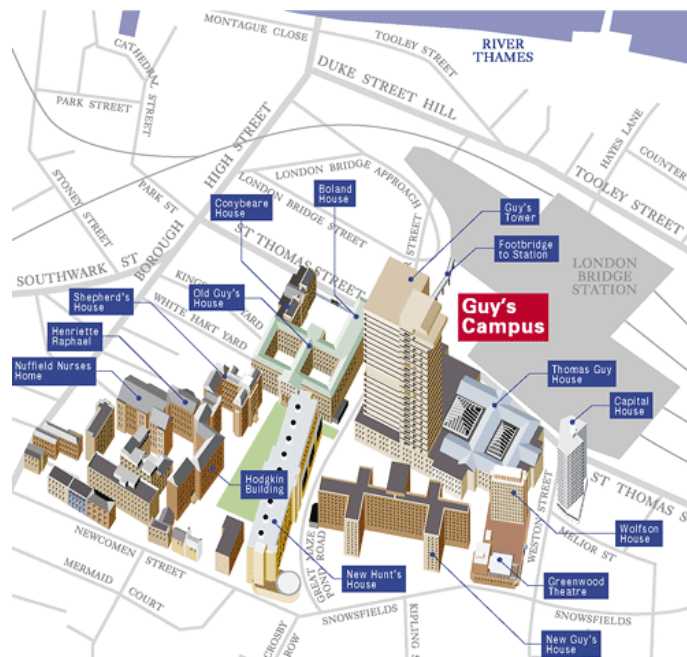 MONTAGUE CLOSE
TOOLEY STREET
RIVER
THAMES
CATHEDRAL
STREET
DUKE STREET HILL
PARK STREET
HAYES LANE
COUNTER
STONEY STREET
PARK ST
HIGH STREET
BOROUGH
LONDON BRIDGE APPROACH
TOOLEY STREET
LONDON BRIDGE STREET
Boland
House
Conybeare
House
Guy's
Tower
STREET
Footbridge
to Station
ST THOMAS STREET
SOUTHWARK ST
LONDON
BRIDGE
STATION
Old Guy's
House
Shepherd's
House
YARD
WHITE HART YARD
Guy's
Campus
Henriette
Raphael
Nuffield Nurses
Home
Thomas Guy
House
Capital
House
Hodgkin
Building
ST THOMAS S
WESTON STREET
MELIOR ST
Wolfson
House
NEWCOMEN STREET
MERMAID COURT
GREAT MAZE
POND ROAD
New Hunt's
House
Greenwood
Theatre
SNOWSFIELDS
SNOWSFIELDS
CROSBY
ROW
KIPLING S
New Guy's
House